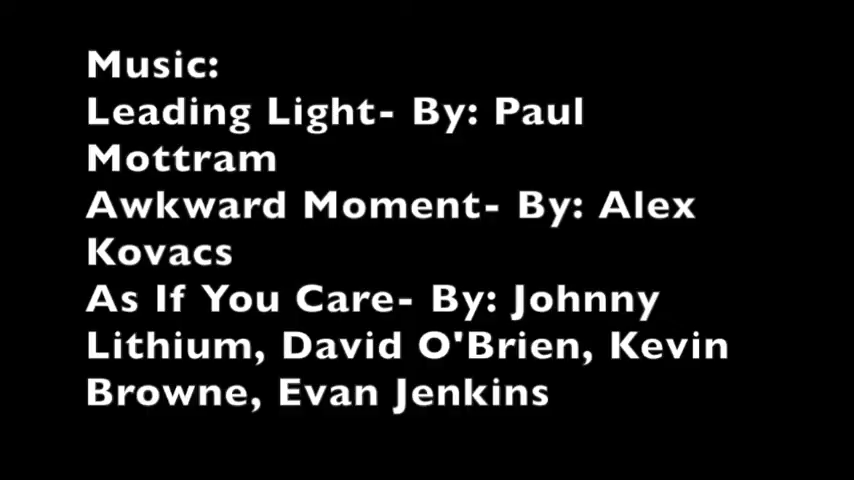 Music:
Leading Light- By: Paul
Mottram
Awkward Moment- By: Alex
Kovacs
As If You Care- By: Johnny
Lithium, David O'Brien, Kevin
Browne, Evan Jenkins